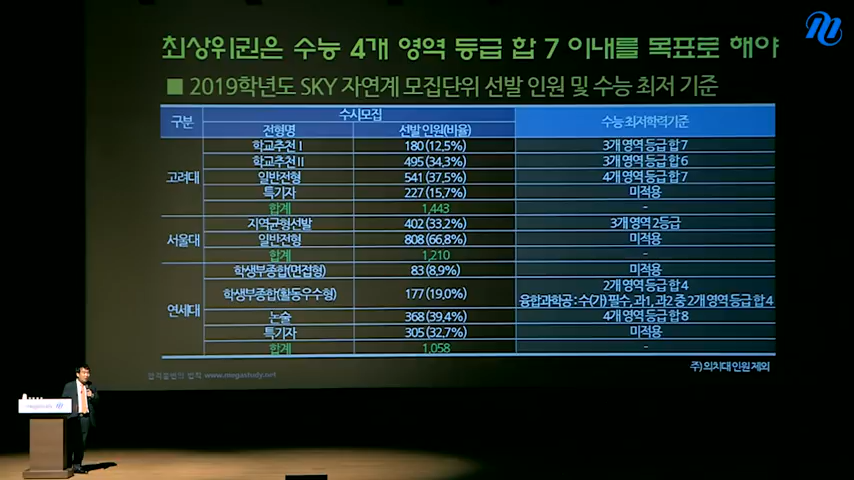 최상위권은 수능 4개 영역 등급 합 7 이내를 목표로 해야
■ 2019학년도 SKY 자연계 모집단위 선발 인원 및 수능 최저 기준
구분 수시모집 수능 최저학력기준
전형명 선발 인원(비율)
고려대 학교추천 I 180 (12,5%) 3개 영역 등급 합 7
학교추천 II 495 (34,3%) 3개 영역 등급 합 6
일반전형 541 (37,5%) 4개 영역 등급 합 7
특기자 227 (15,7%) 미적용
합계 1,443 -
서울대 지역균형선발 402 (33,2%) 3개 영역 2등급
일반전형 808 (66,8%) 미적용
합계 1,210 -
연세대 학생부종합(면접형) 83 (8,9%) 미적용
학생부종합(활동우수형) 177 (19,0%) 2개 영역 등급 합 4
융합과학공 : 수(가) 필수, 과1, 과2 중 2개 영역 등급 합 4
논술 368 (39,4%) 4개 영역 등급 합 8
특기자 305 (32,7%) 미적용
합계 1,058 -
주) 의치대 인원 제외
www.megastudy.net
megastudy